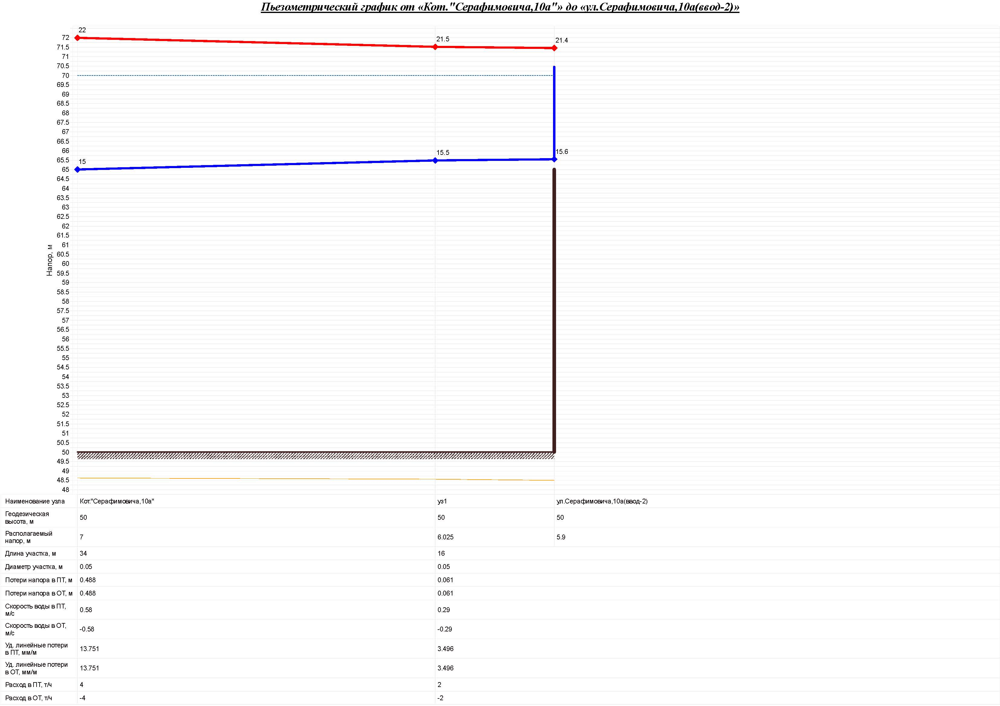 Пьезометрический график от «Кот."Серафимовича,10а"» до «ул.Серафимовича,10а(ввод-2)»
22
21.5
21.4
15
15.5
15.6
Напор, м
72
71.5
71
70.5
70
69.5
69
68.5
68
67.5
67
66.5
66
65.5
65
64.5
64
63.5
63
62.5
62
61.5
61
60.5
60
59.5
59
58.5
58
57.5
57
56.5
56
55.5
55
54.5
54
53.5
53
52.5
52
51.5
51
50.5
50
49.5
49
48.5
48
Наименование узла Кот."Серафимовича,10а" уз1 ул.Серафимовича,10а(ввод-2)
Геодезическая
высота, м 50 50 50
Располагаемый
напор, м 7 6.025 5.9
Длина участка, м 34 16
Диаметр участка, м 0.05 0.05
Потери напора в ПТ, м 0.488 0.061
Потери напора в ОТ, м 0.488 0.061
Скорость воды в ПТ,
м/с 0.58 0.29
Скорость воды в ОТ,
м/с -0.58 -0.29
Уд. линейные потери
в ПТ, мм/м 13.751 3.496
Уд. линейные потери
в ОТ, мм/м 13.751 3.496
Расход в ПТ, т/ч 4 2
Расход в ОТ, т/ч -4 -2